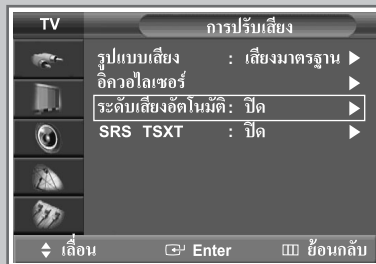 TV
การปรับเสียง
รูปแบบเสียง : เสียงมาตรฐาน ▶
อิควอไลเซอร์ ▶
ระดับเสียงอัตโนมัติ : ปิด ▶
SRS TSXT : ปิด ▶
เลื่อน Enter ย้อนกลับ